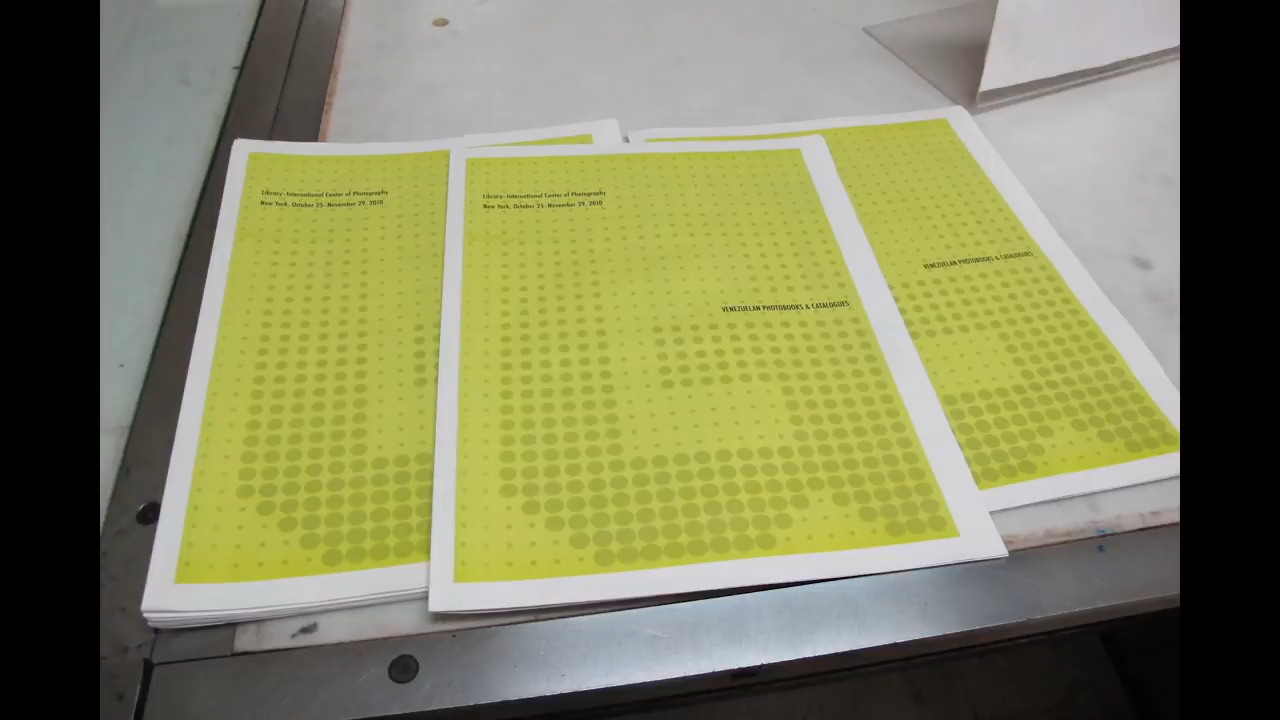 Library- International Center of Photography
New York, October 25- November 29, 2010
Library- International Center of Photography
New York, October 25- November 29, 2010
VENEZUELAN PHOTOBOOKS & CATALOGUES
VENEZUELAN PHOTOBOOKS & CATALOGUES